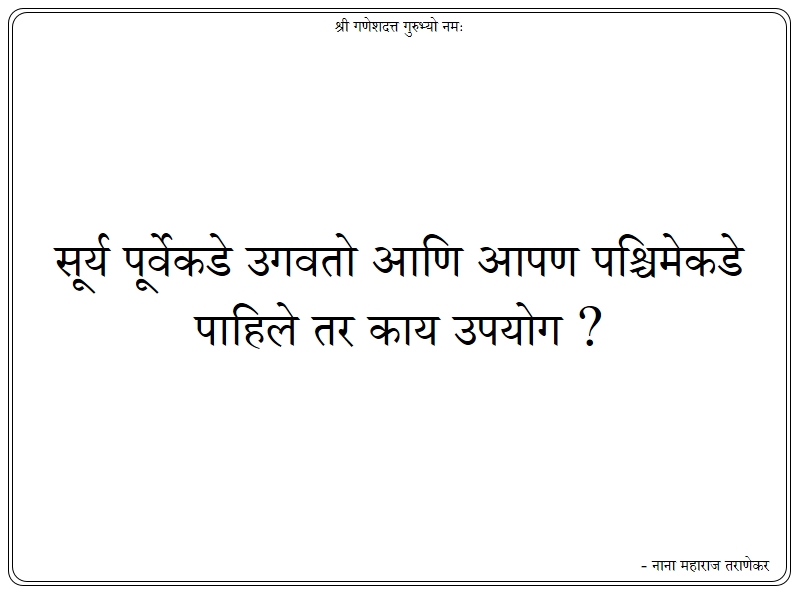 श्री गणेशदत्त गुरुभ्यो नमः
सूर्य पूर्वेकडे उगवतो आणि आपण पश्चिमेकडे
पाहिले तर काय उपयोग ?
- नाना महाराज तराणेकर